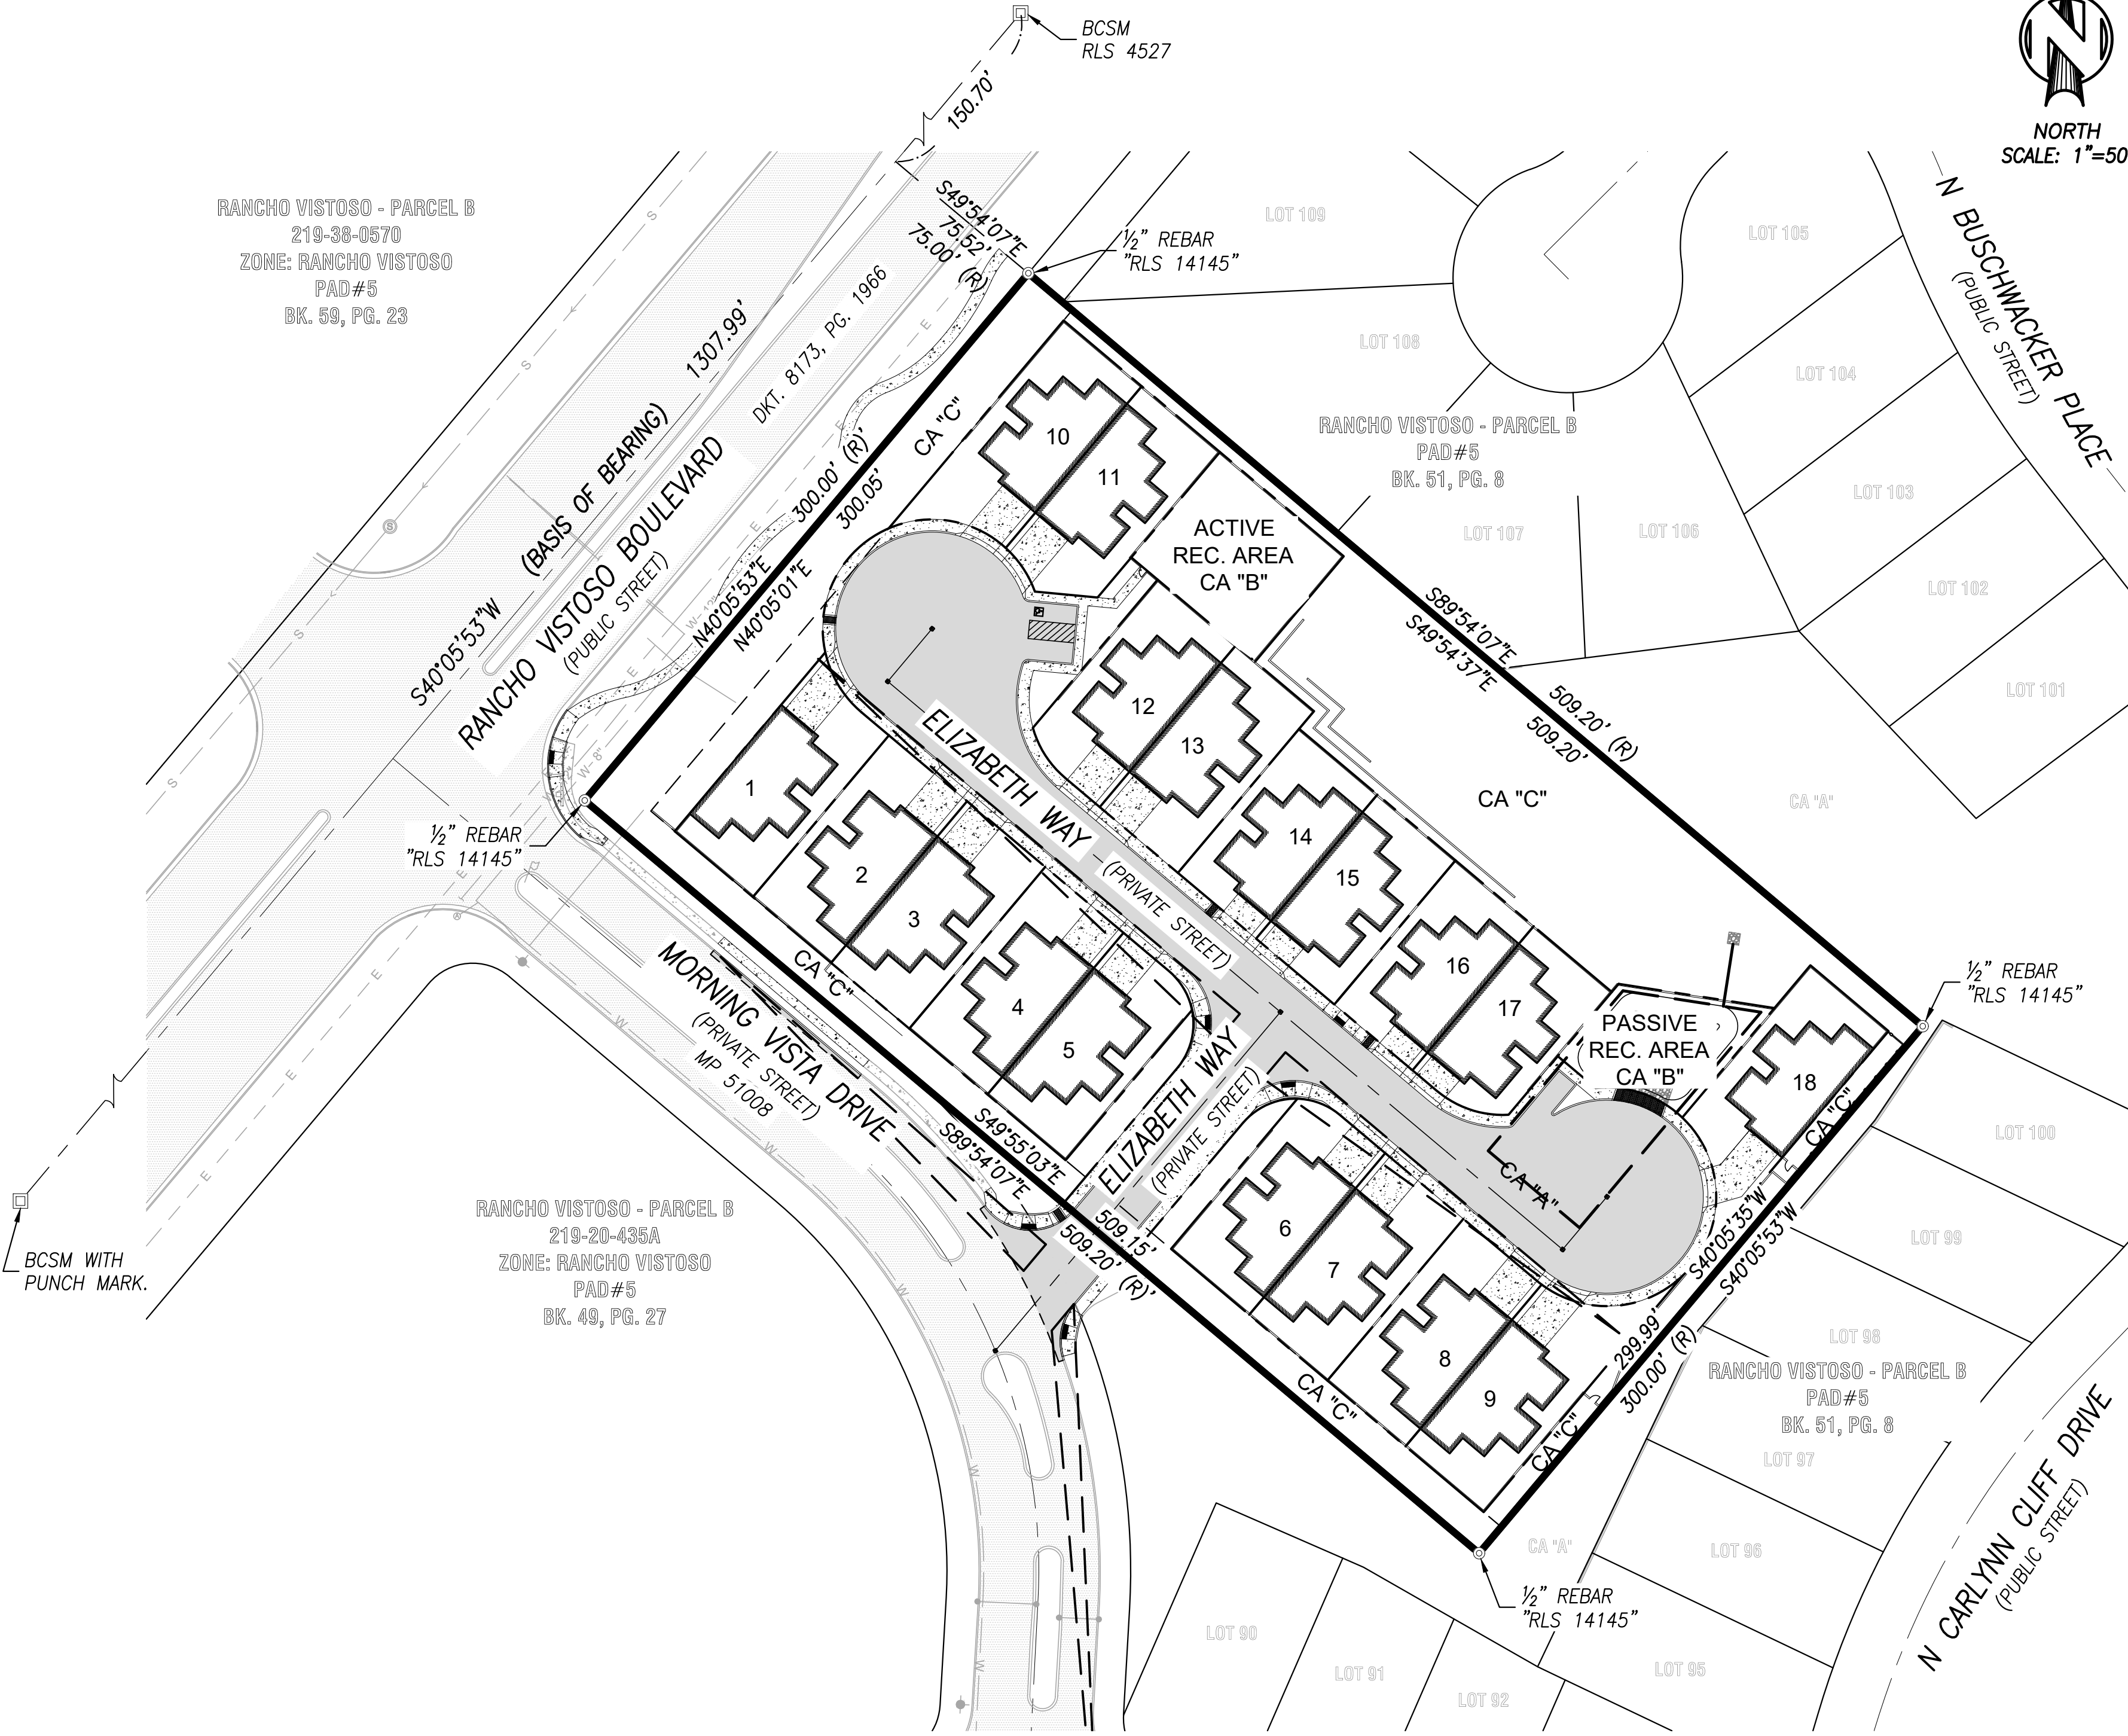 BCSM
RLS 4527
150.70'
NORTH
SCALE: 1"=50
RANCHO VISTOSO - PARCEL B
219-38-0570
ZONE: RANCHO VISTOSO
PAD#5
BK. 59, PG. 23
S49°54'07"E
75.52'
75.00' (R)
1/2" REBAR
"RLS 14145"
LOT 109
LOT 105
N BUSCHWACKER PLACE
(PUBLIC STREET)
LOT 108
LOT 104
1307.99'
DKT. 8173, PG. 1966
CA "C"
RANCHO VISTOSO - PARCEL B
PAD#5
BK. 51, PG. 8
LOT 103
LOT 107
LOT 106
LOT 102
LOT 101
CA "A"
10
11
ACTIVE
REC. AREA
CA "B"
S40°05'53"W
(BASIS OF BEARING)
RANCHO VISTOSO BOULEVARD
(PUBLIC STREET)
300.00' (R)'
300.05'
N40°05'53"E
N40°05'01"E
W-12"
W-8"
S89°54'07"E
S49°54'37"E
509.20' (R)
509.20'
12
13
ELIZABETH WAY
(PRIVATE STREET)
CA "C"
1
2
3
14
15
1/2" REBAR
"RLS 14145"
4
5
16
17
CA "C"
MORNING VISTA DRIVE
(PRIVATE STREET)
MP 51008
PASSIVE
REC. AREA
CA "B"
18
CA "C"
1/2" REBAR
"RLS 14145"
ELIZABETH WAY
(PRIVATE STREET)
CA "A"
S49°55'03"E
S89°54'07"E
509.15'
509.20' (R)'
6
7
8
9
S40°05'35"W
S40°05'53"W
299.99'
300.00' (R)
LOT 100
LOT 99
LOT 98
RANCHO VISTOSO - PARCEL B
PAD#5
BK. 51, PG. 8
LOT 97
BCSM WITH
PUNCH MARK.
RANCHO VISTOSO - PARCEL B
219-20-435A
ZONE: RANCHO VISTOSO
PAD#5
BK. 49, PG. 27
CA "C"
CA "C"
CA "A"
LOT 96
N CARLYNN CLIFF DRIVE
(PUBLIC STREET)
1/2" REBAR
"RLS 14145"
LOT 90
LOT 91
LOT 92
LOT 95